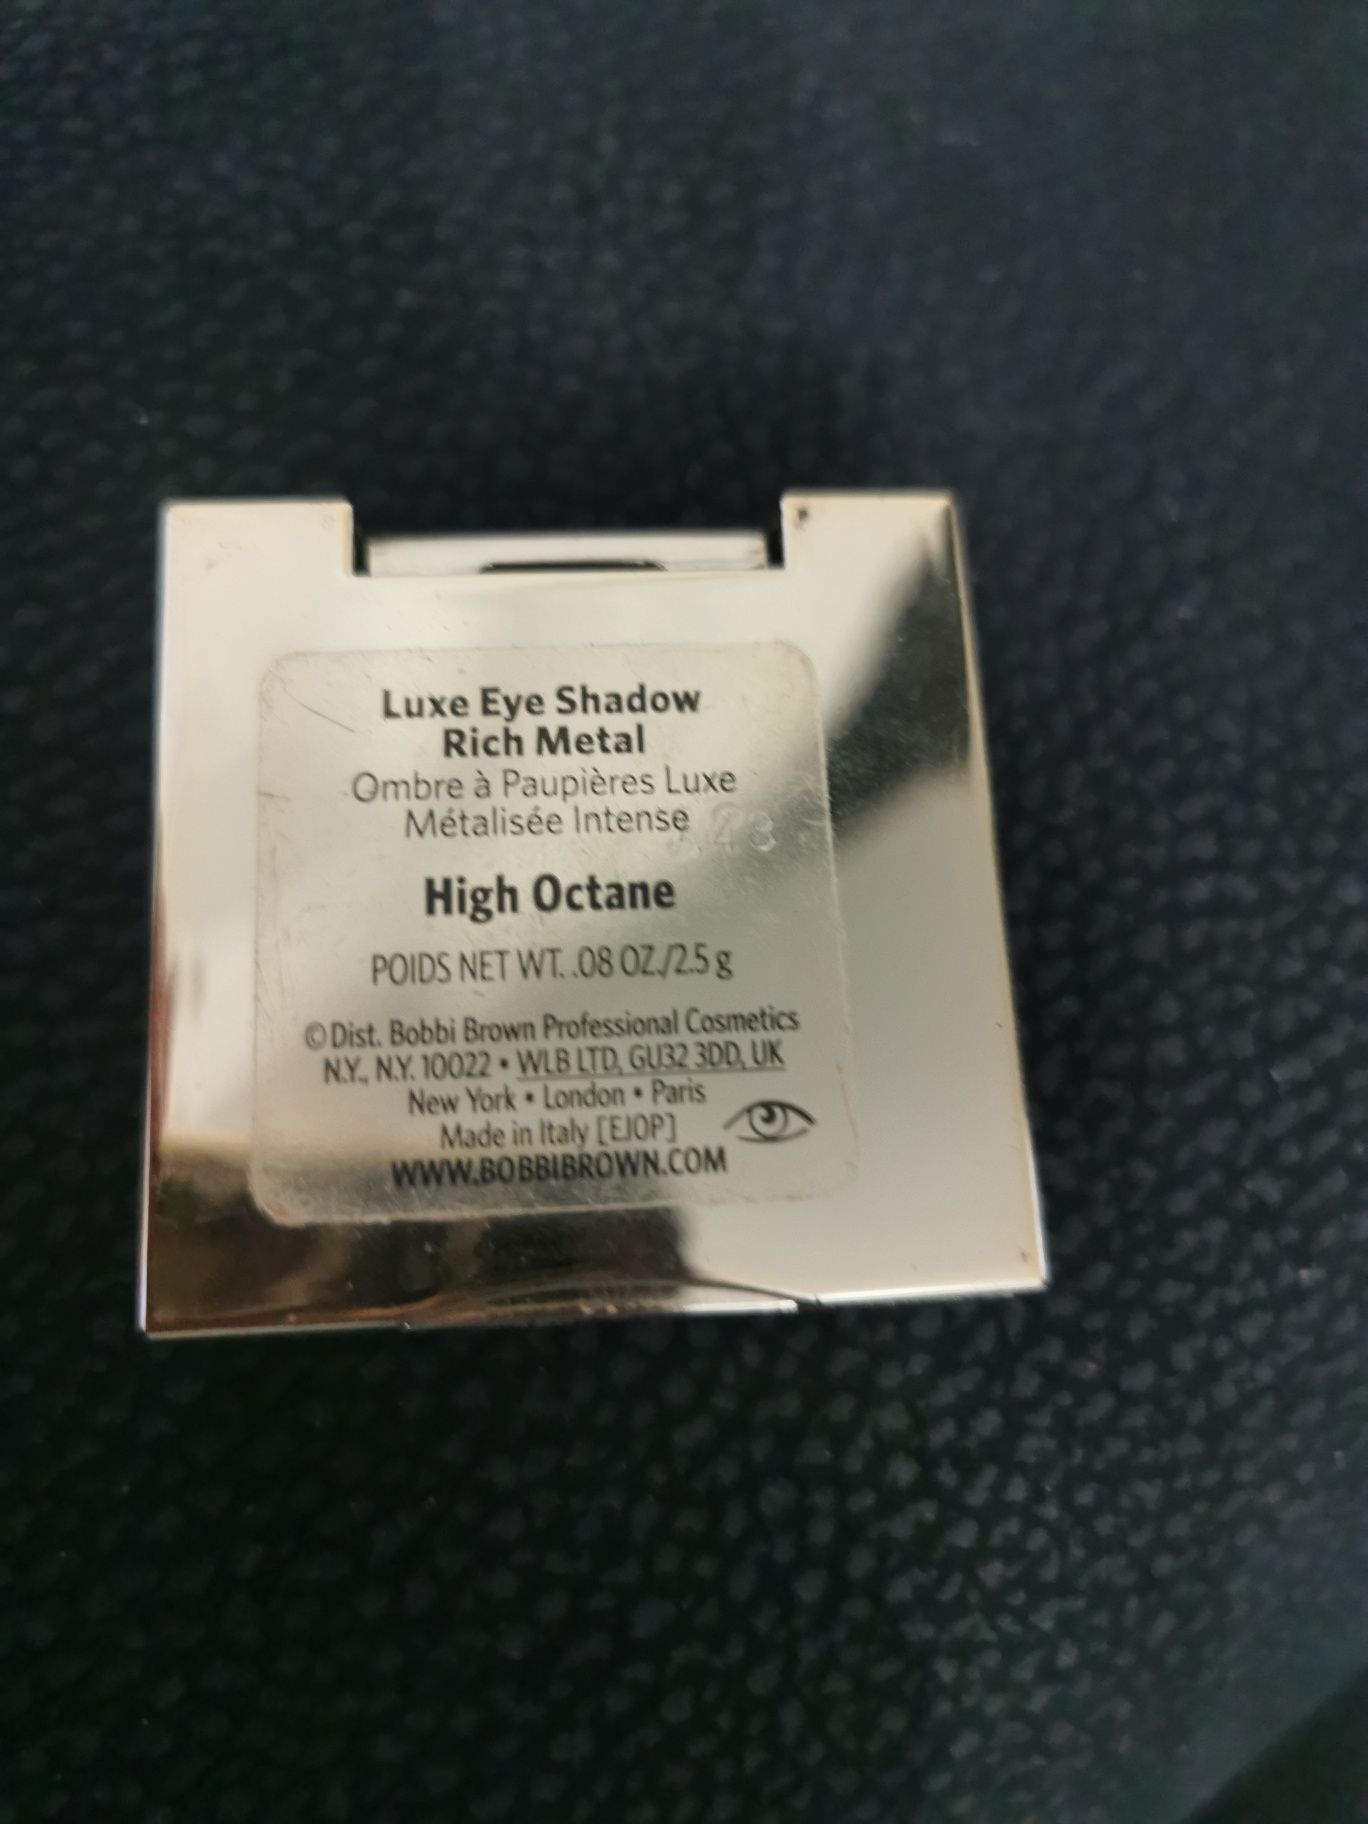 Luxe Eye Shadow
Rich Metal
Ombre à Paupières Luxe
Métalisée Intense
High Octane
POIDS NET WT. .08 OZ./2.5 g
© Dist. Bobbi Brown Professional Cosmetics
N.Y., N.Y. 10022 • WLB LTD, GU32 3DD, UK
New York • London • Paris
Made in Italy [EJOP]
WWW.BOBBIBROWN.COM